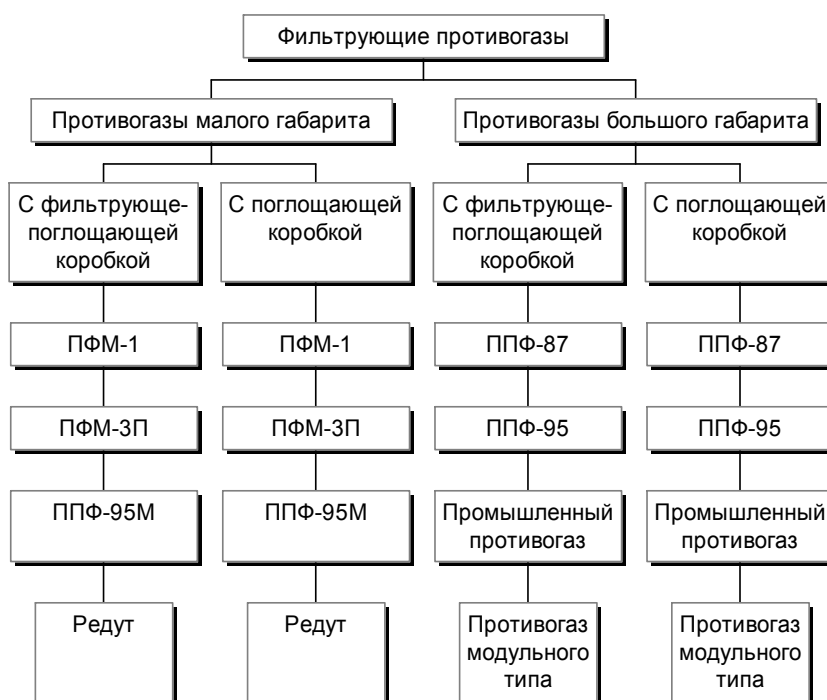 Фильтрующие противогазы
Противогазы малого габарита
Противогазы большого габарита
С фильтрующе-
поглощающей
коробкой
С поглощающей
коробкой
С фильтрующе-
поглощающей
коробкой
С поглощающей
коробкой
ПФМ-1
ПФМ-1
ППФ-87
ППФ-87
ПФМ-3П
ПФМ-3П
ППФ-95
ППФ-95
ППФ-95М
ППФ-95М
Промышленный
противогаз
Промышленный
противогаз
Редут
Редут
Противогаз
модульного
типа
Противогаз
модульного
типа